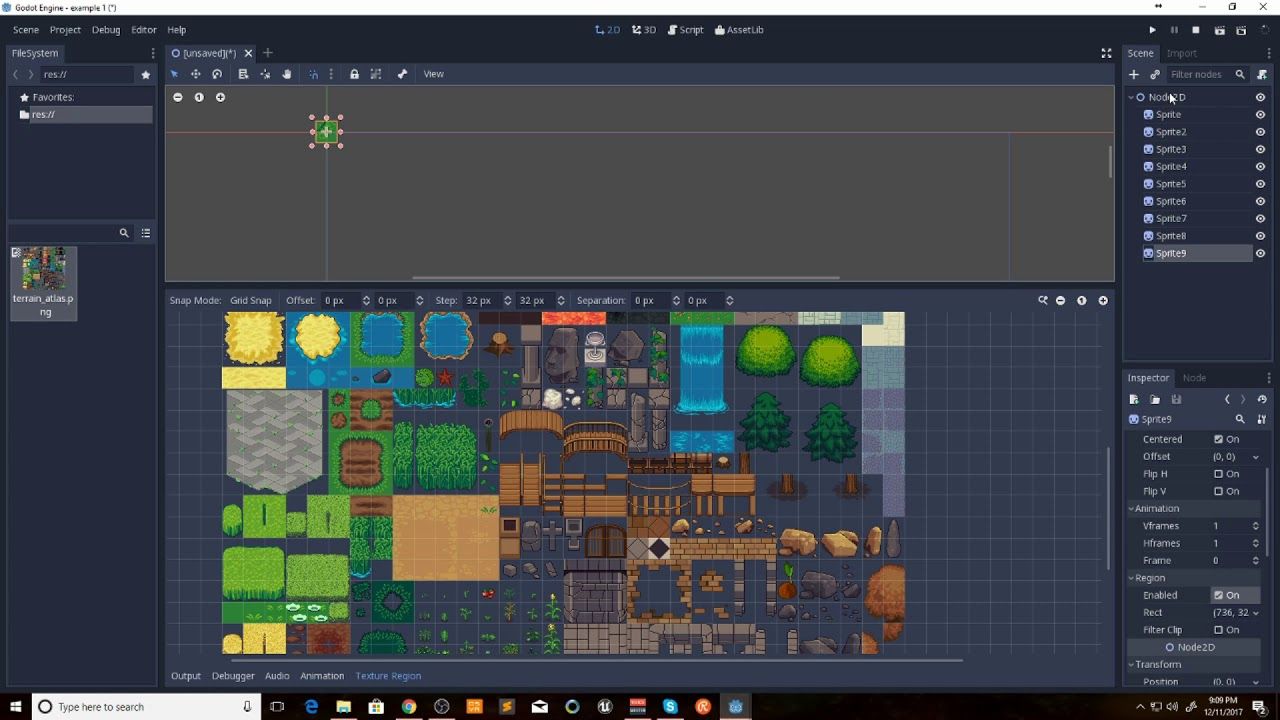 Godot Engine - example 1 (*)
Scene Project Debug Editor Help
2D 3D Script AssetLib
FileSystem
[unsaved](*)
Scene Import
res://
View
Filter nodes
Favorites:
res://
1
Node2D
Sprite
Sprite2
Sprite3
Sprite4
Sprite5
Sprite6
Sprite7
Sprite8
Sprite9
terrain_atlas.p
ng
Snap Mode: Grid Snap Offset: 0 px 0 px Step: 32 px 32 px Separation: 0 px 0 px
1
Inspector Node
Sprite9
Centered On
Offset (0, 0)
Flip H On
Flip V On
Animation
Vframes 1
Hframes 1
Frame 0
Region
Enabled On
Rect (736, 32
Filter Clip On
Node2D
Transform
Position (0, 0)
Output Debugger Audio Animation Texture Region
Type here to search
9:09 PM
12/11/2017